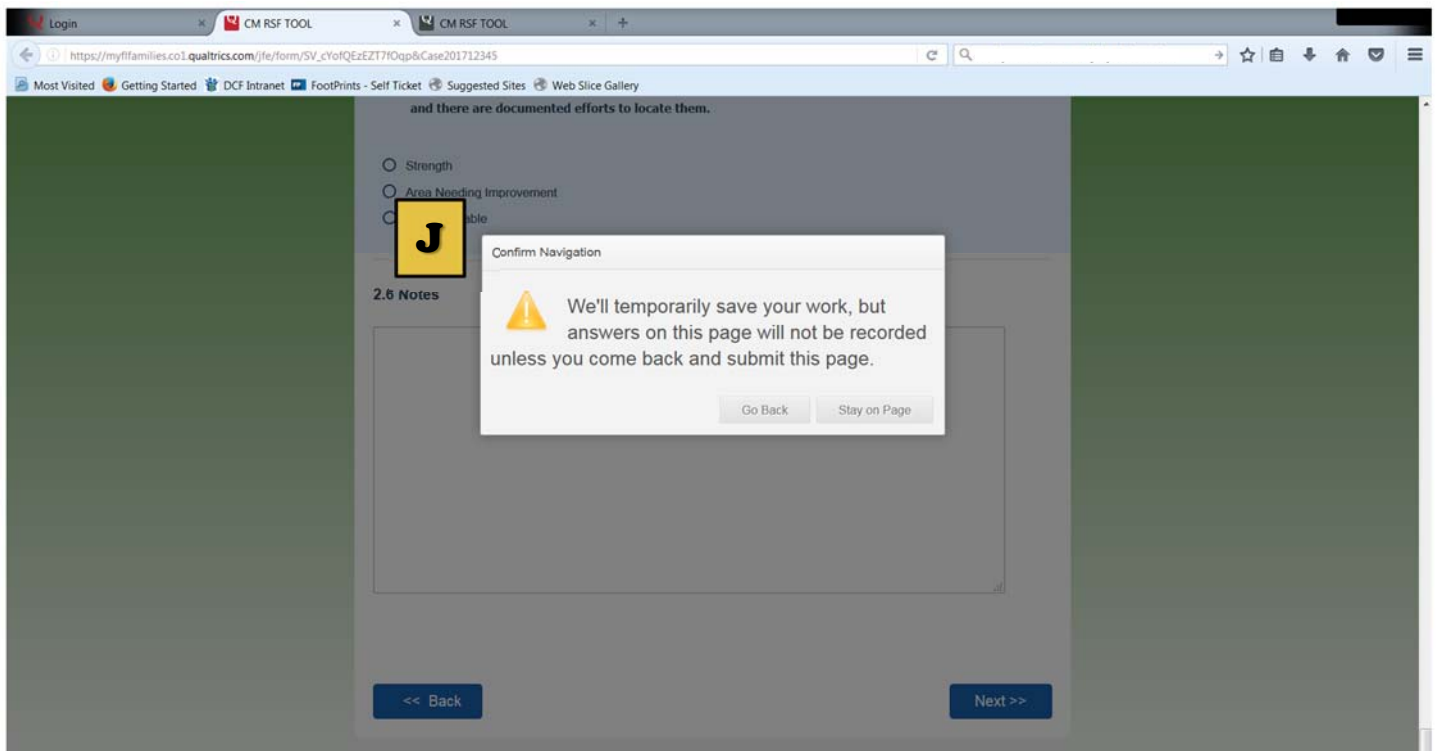 Login × CM RSF TOOL × CM RSF TOOL × +
https://myflfamilies.co1.qualtrics.com/jfe/form/SV_cYofQEzEZT7fOqp&Case201712345
Most Visited Getting Started DCF Intranet FootPrints - Self Ticket Suggested Sites Web Slice Gallery
and there are documented efforts to locate them.
Strength
Area Needing Improvement
able
J
Confirm Navigation
2.6 Notes
We'll temporarily save your work, but
answers on this page will not be recorded
unless you come back and submit this page.
Go Back Stay on Page
<< Back Next >>